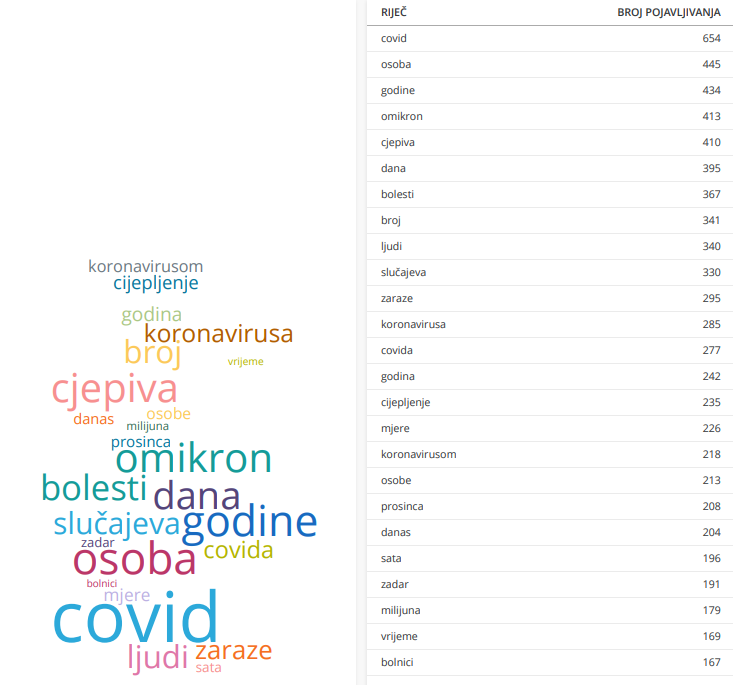 koronavirusom
cijepljenje
godina
koronavirusa
broj
vrijeme
cjepiva
danas
osobe
milijuna
prosinca
omikron
bolesti
dana
slučajeva
godine
zadar
osoba
covida
bolnici
mjere
covid
ljudi
zaraze
sata
RIJEČ BROJ POJAVLJIVANJA
covid 654
osoba 445
godine 434
omikron 413
cjepiva 410
dana 395
bolesti 367
broj 341
ljudi 340
slučajeva 330
zaraze 295
koronavirusa 285
covida 277
godina 242
cijepljenje 235
mjere 226
koronavirusom 218
osobe 213
prosinca 208
danas 204
sata 196
zadar 191
milijuna 179
vrijeme 169
bolnici 167